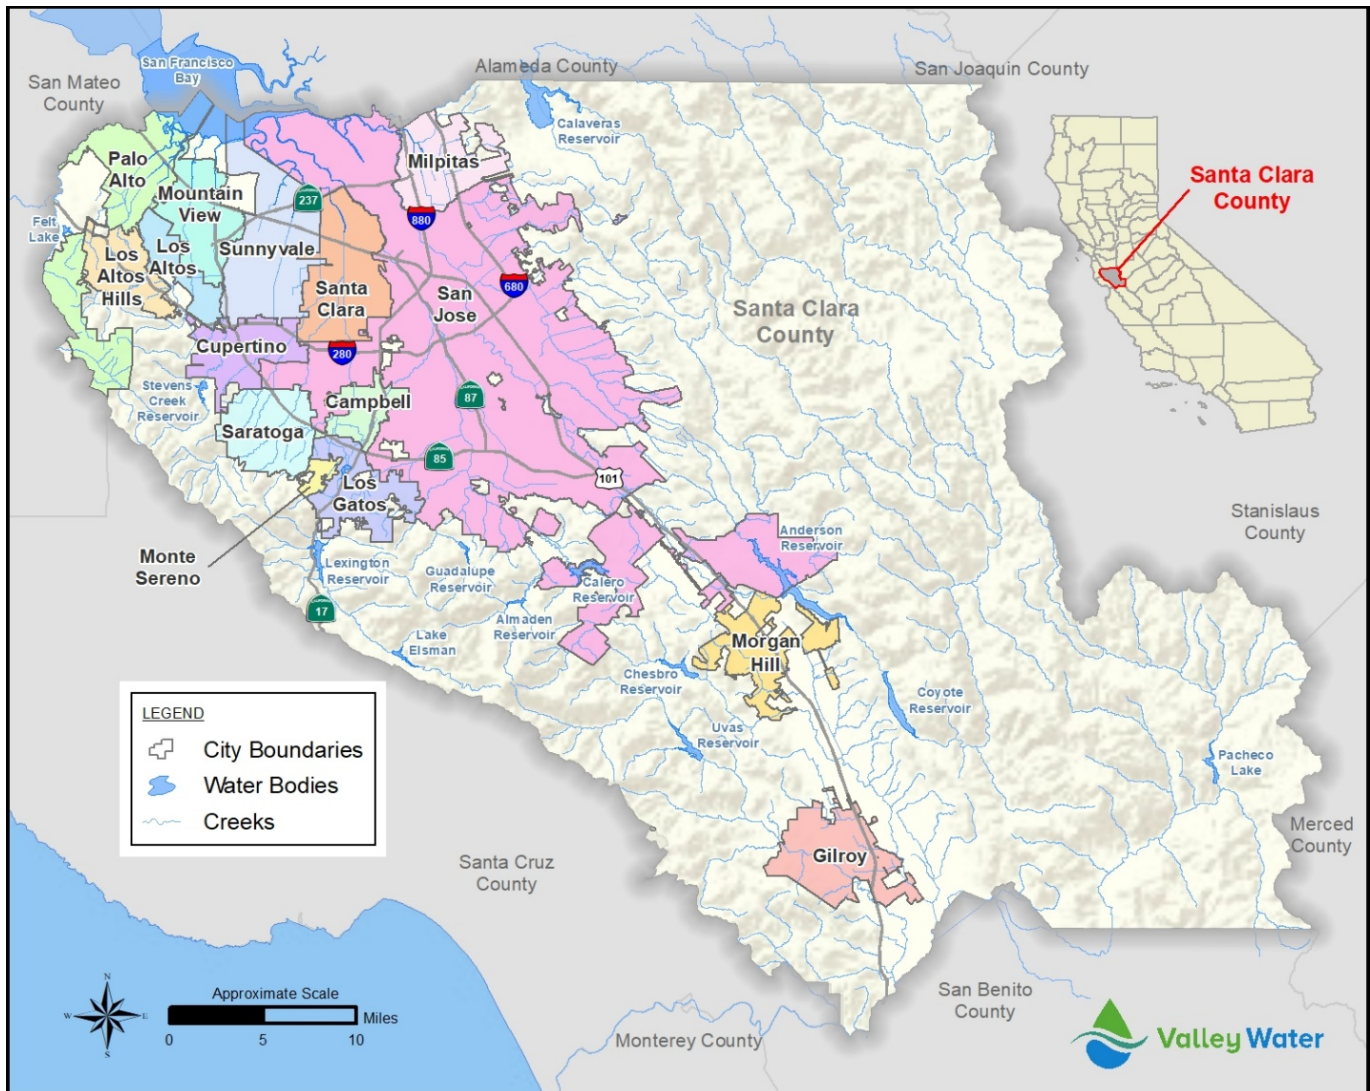 San Francisco
Bay
San Mateo
County
Alameda County
San Joaquin County
Calaveras
Reservoir
Palo
Alto
Milpitas
Mountain
View
237
880
Santa Clara
County
Felt
Lake
Los
Altos
Hills
Los
Altos
Sunnyvale
Santa
Clara
San
Jose
680
Santa Clara
County
Cupertino
280
Stevens
Creek
Reservoir
Campbell
CALIFORNIA
87
Saratoga
85
101
Los
Gatos
Monte
Sereno
Lexington
Reservoir
Guadalupe
Reservoir
Calero
Reservoir
Anderson
Reservoir
Stanislaus
County
CALIFORNIA
17
Almaden
Reservoir
Lake
Elsman
Morgan
Hill
Chesbro
Reservoir
Coyote
Reservoir
Uvas
Reservoir
Pacheco
Lake
LEGEND
City Boundaries
Water Bodies
Creeks
Gilroy
Merced
County
Santa Cruz
County
San Benito
County
Monterey County
N
W E
S
Approximate Scale
Miles
0 5 10
Valley Water